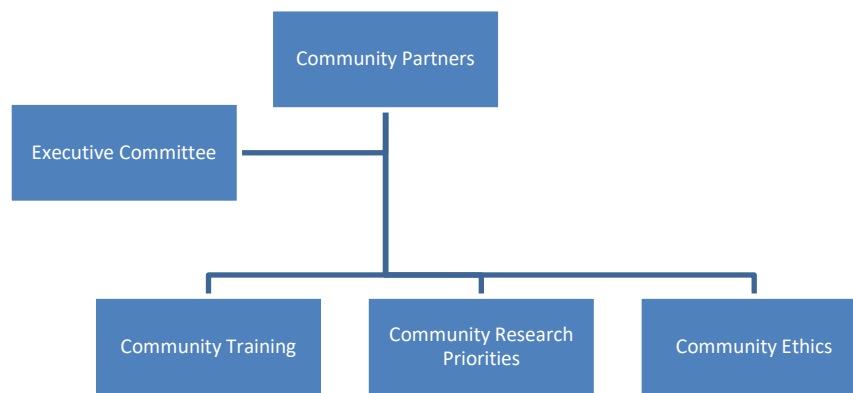 Community Partners
Executive Committee
Community Training
Community Research
Priorities
Community Ethics